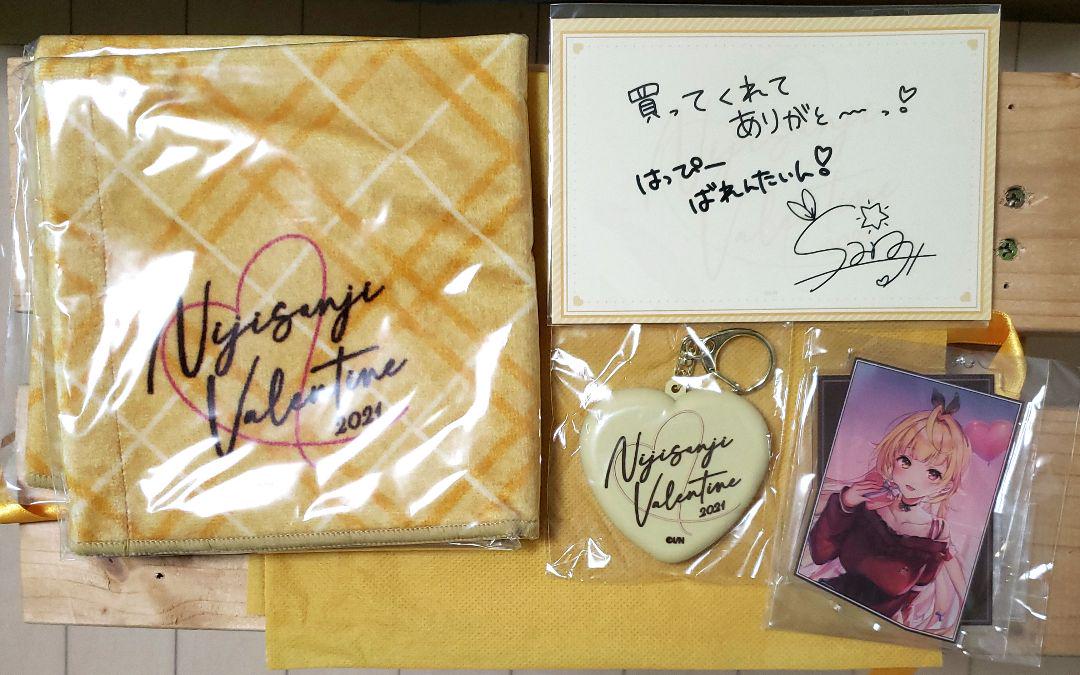 Nijisanji
Valentine
2021
買ってくれて
ありがと〜っ!
はっぴー
ばれんたいん!
Sara
Nijisanji
Valentine
2021